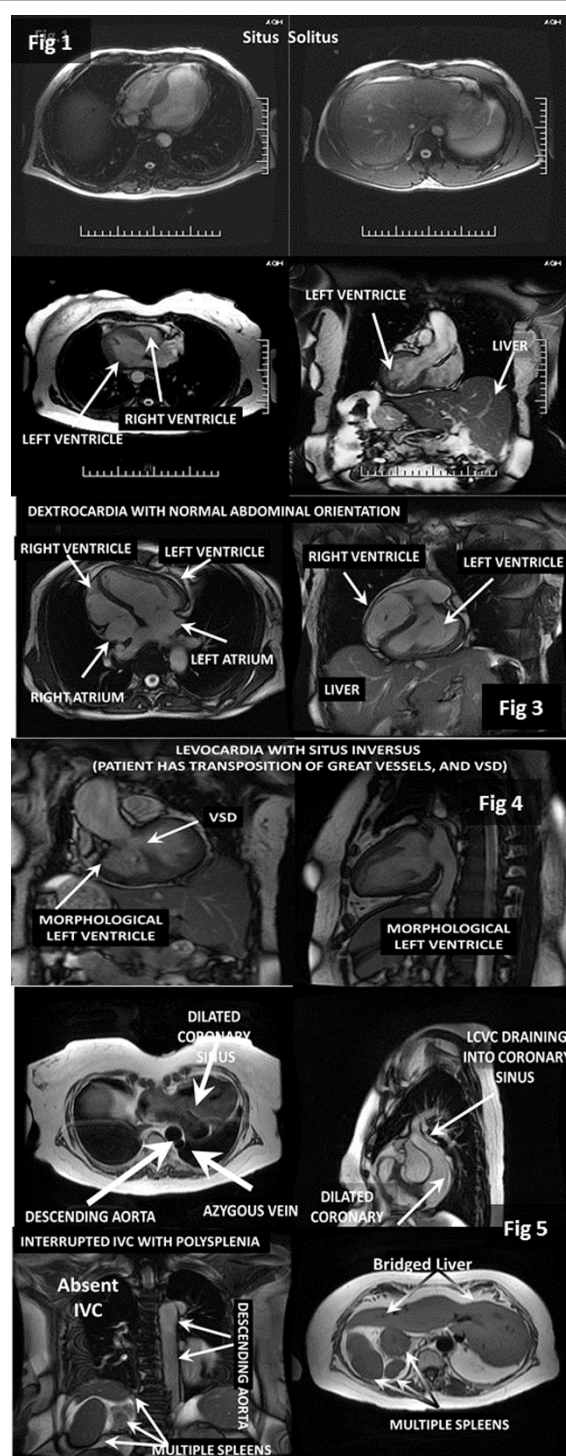 Fig 1
Situs Solitus
LEFT VENTRICLE
RIGHT VENTRICLE
LEFT VENTRICLE
LIVER
DEXTROCARDIA WITH NORMAL ABDOMINAL ORIENTATION
RIGHT VENTRICLE
LEFT VENTRICLE
LEFT ATRIUM
RIGHT ATRIUM
RIGHT VENTRICLE
LEFT VENTRICLE
LIVER
Fig 3
LEVOCARDIA WITH SITUS INVERSUS
(PATIENT HAS TRANSPOSITION OF GREAT VESSELS, AND VSD)
VSD
MORPHOLOGICAL
LEFT VENTRICLE
Fig 4
MORPHOLOGICAL
LEFT VENTRICLE
DILATED
CORONARY
SINUS
DESCENDING AORTA
AZYGOUS VEIN
LCVC DRAINING
INTO CORONARY
SINUS
DILATED
CORONARY
Fig 5
INTERRUPTED IVC WITH POLYSPLENIA
Absent
IVC
DESCENDING
AORTA
MULTIPLE SPLEENS
Bridged Liver
MULTIPLE SPLEENS